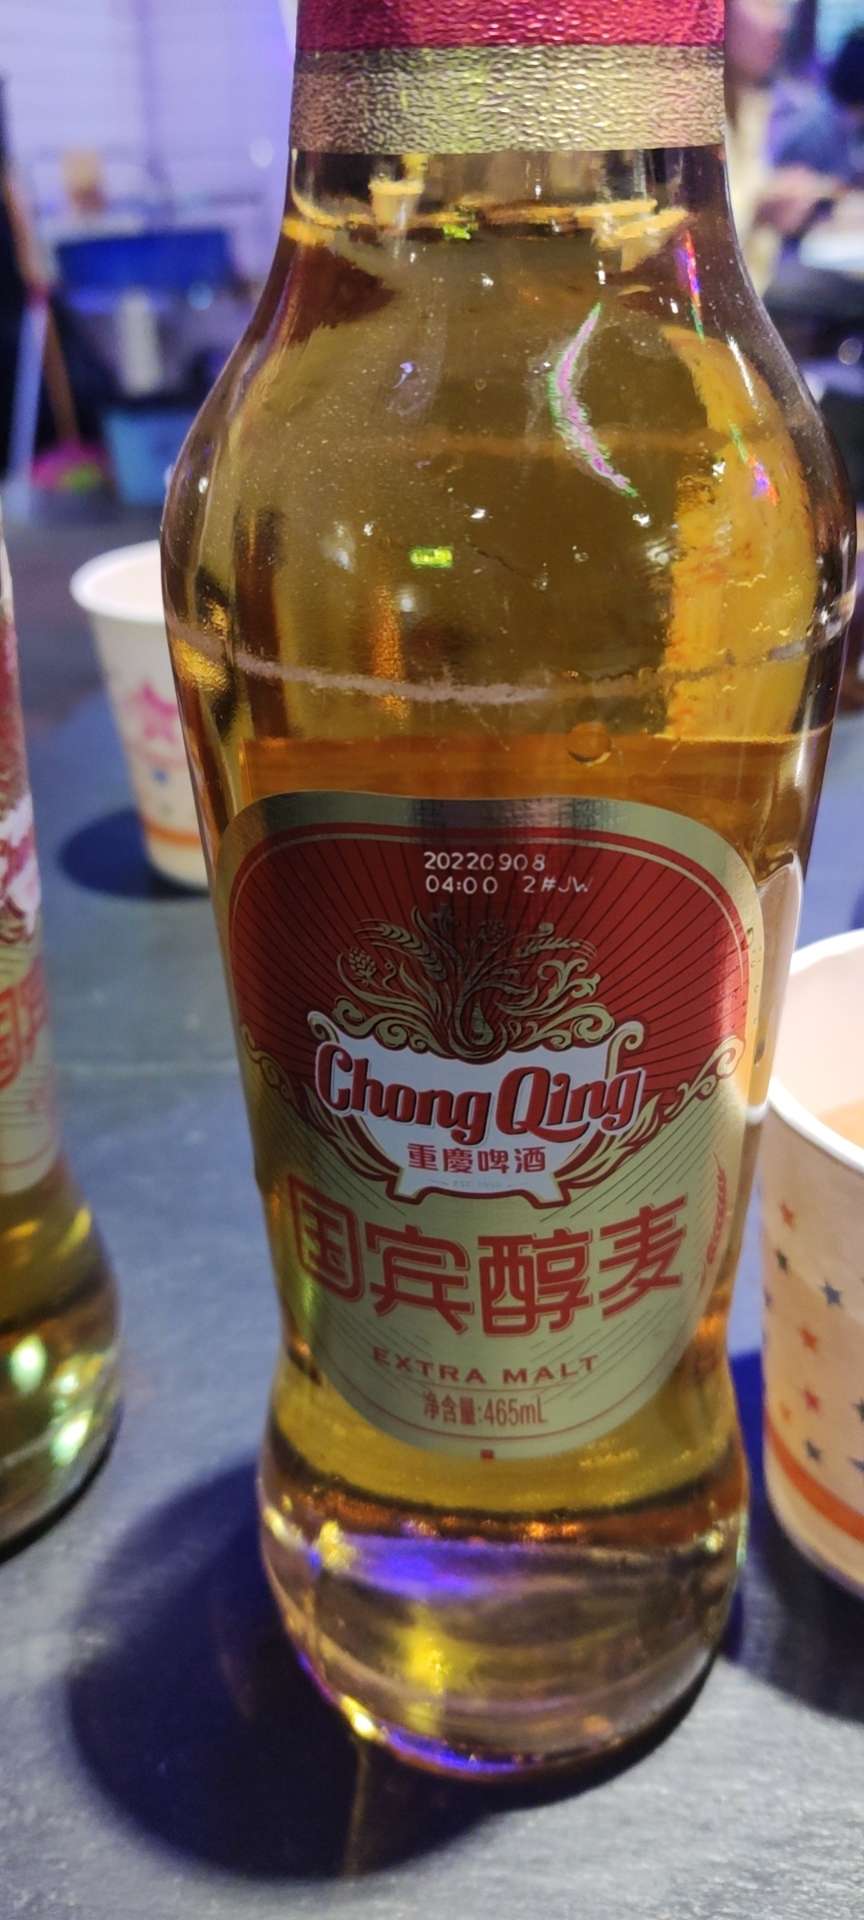 20220908
04:00 2#JW
Chong Qing
重慶啤酒
国宾醇麦
EXTRA MALT
净含量:465mL